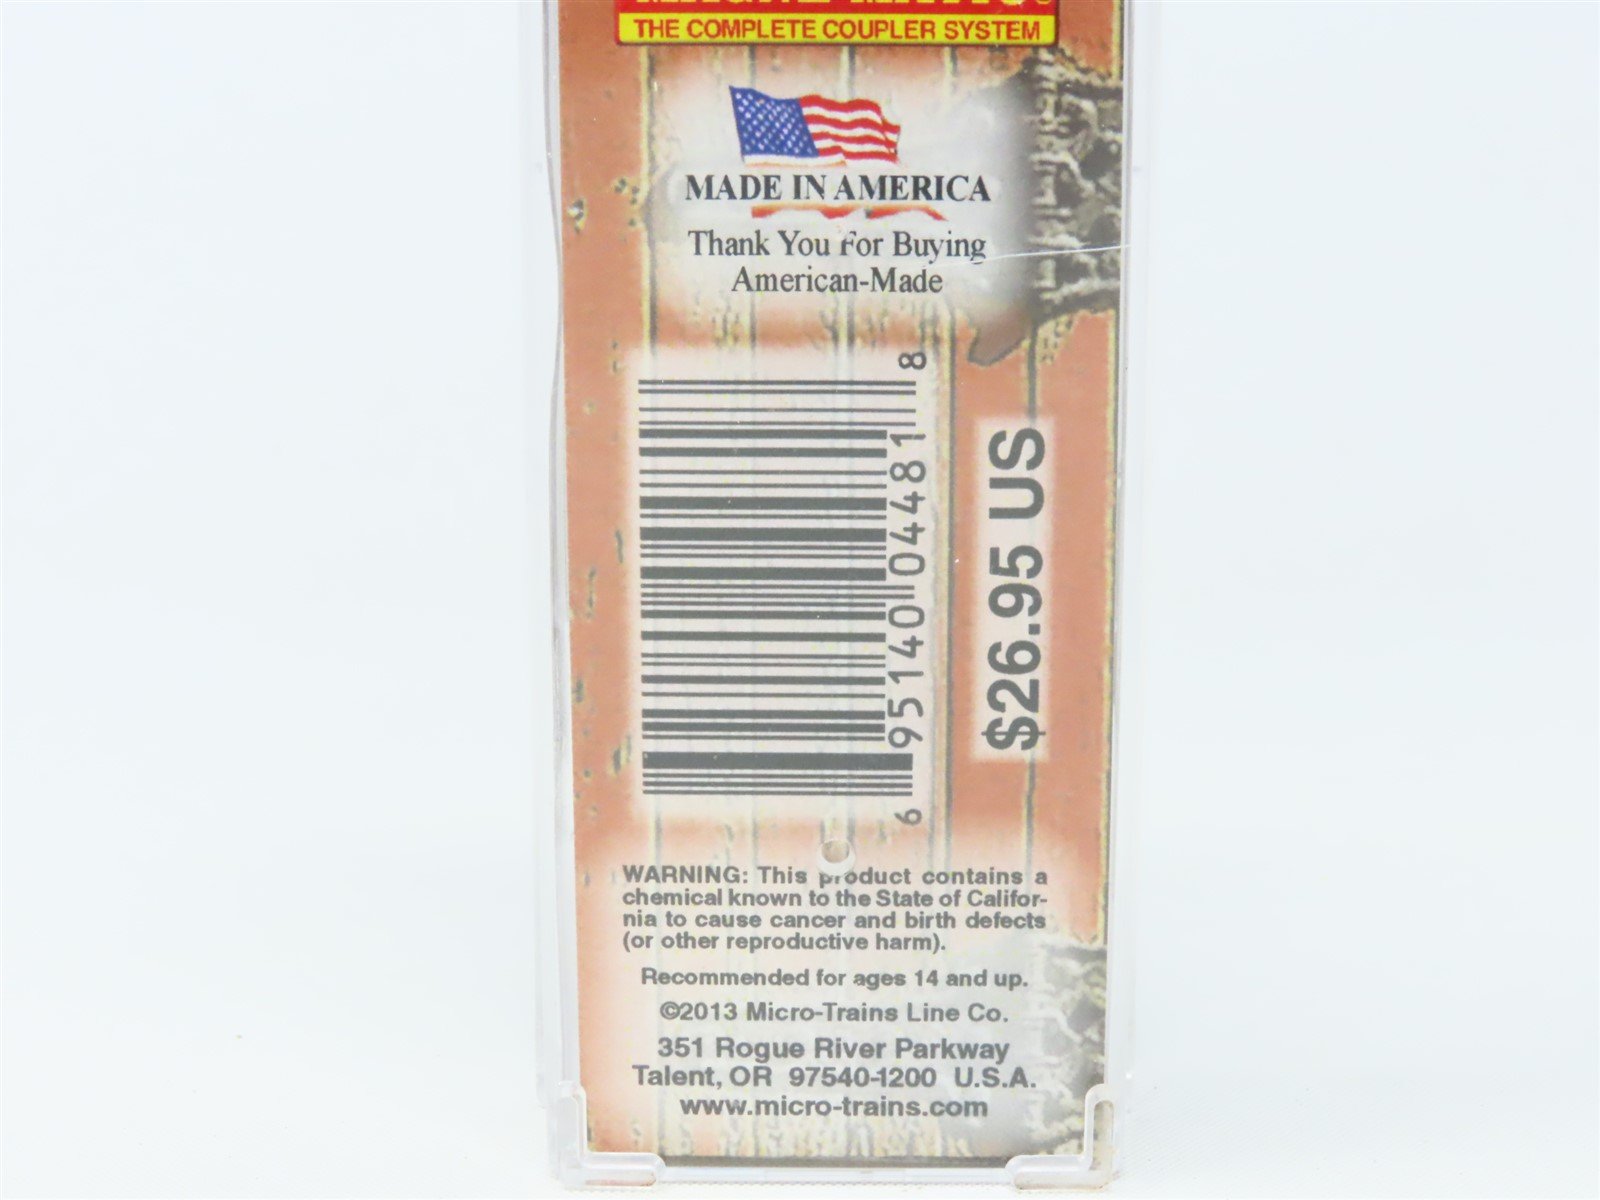 THE COMPLETE COUPLER SYSTEM
MADE IN AMERICA
Thank You For Buying
American-Made
6 95140 04481 8
$26.95 US
WARNING: This product contains a
chemical known to the State of Califor-
nia to cause cancer and birth defects
(or other reproductive harm).
Recommended for ages 14 and up.
©2013 Micro-Trains Line Co.
351 Rogue River Parkway
Talent, OR 97540-1200 U.S.A.
www.micro-trains.com